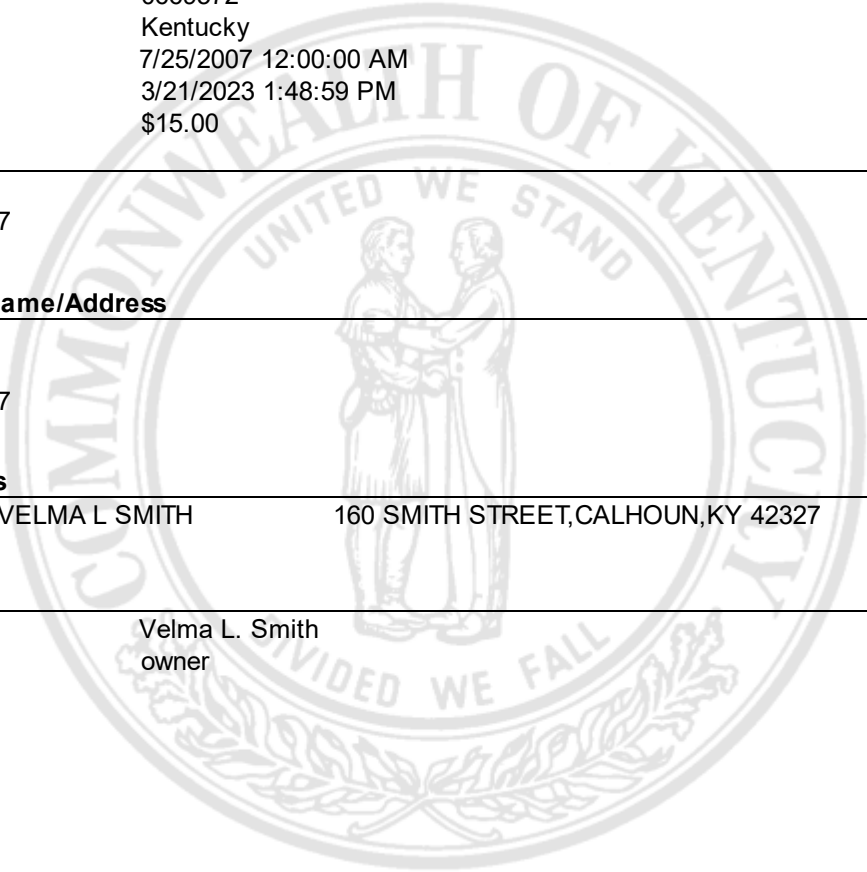 Kentucky
7/25/2007 12:00:00 AM
3/21/2023 1:48:59 PM
$15.00
7
ame/Address
7
s
VELMA L SMITH 160 SMITH STREET,CALHOUN,KY 42327
Velma L. Smith
owner
COMMONWEALTH OF KENTUCKY
UNITED WE STAND
DIVIDED WE FALL